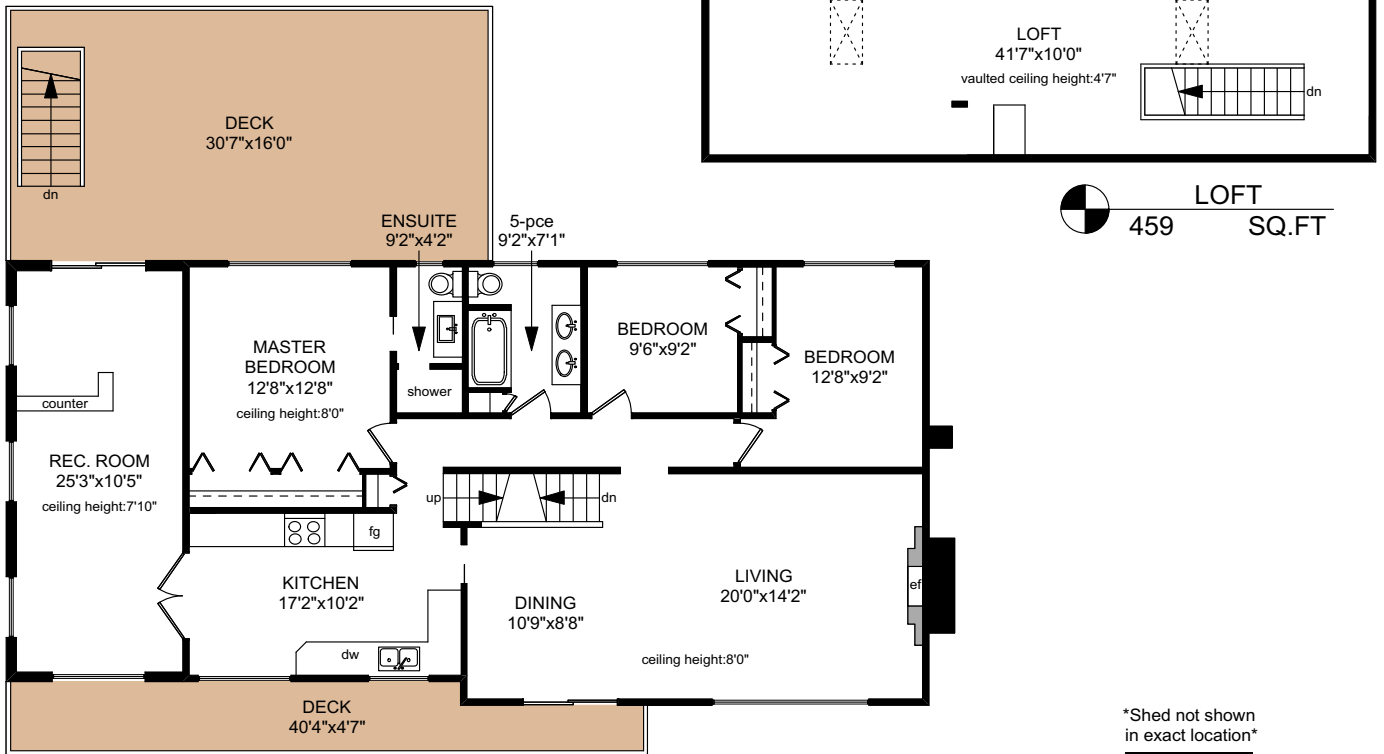 LOFT
41'7"x10'0"
vaulted ceiling height:4'7"
dn
LOFT
459 SQ.FT
DECK
30'7"x16'0"
dn
ENSUITE
9'2"x4'2"
5-pce
9'2"x7'1"
MASTER
BEDROOM
12'8"x12'8"
ceiling height:8'0"
shower
BEDROOM
9'6"x9'2"
BEDROOM
12'8"x9'2"
counter
REC. ROOM
25'3"x10'5"
ceiling height:7'10"
up
dn
fg
KITCHEN
17'2"x10'2"
dw
DINING
10'9"x8'8"
LIVING
20'0"x14'2"
ef
ceiling height:8'0"
DECK
40'4"x4'7"
*Shed not shown
in exact location*